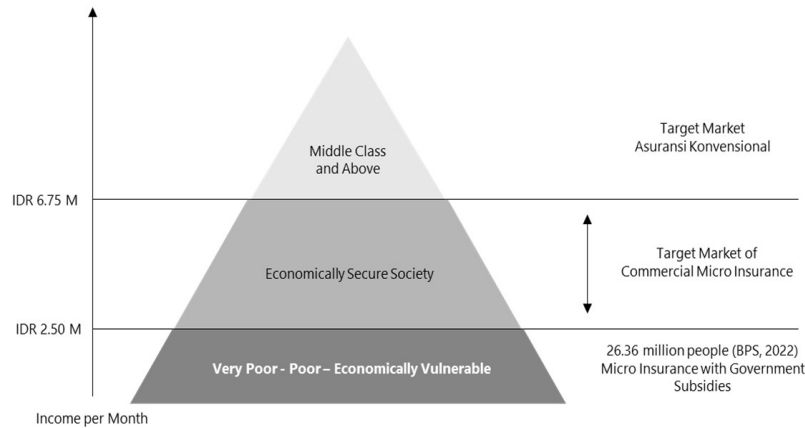 Middle Class
and Above
Target Market
Asuransi Konvensional
IDR 6.75 M
Economically Secure Society
Target Market of
Commercial Micro Insurance
IDR 2.50 M
Very Poor - Poor – Economically Vulnerable
26.36 million people (BPS, 2022)
Micro Insurance with Government
Subsidies
Income per Month